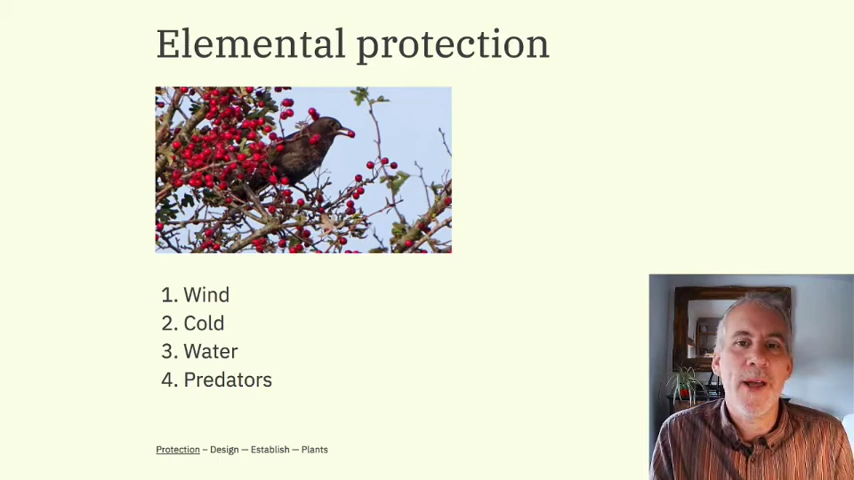 Elemental protection
1. Wind
2. Cold
3. Water
4. Predators
Protection – Design — Establish — Plants